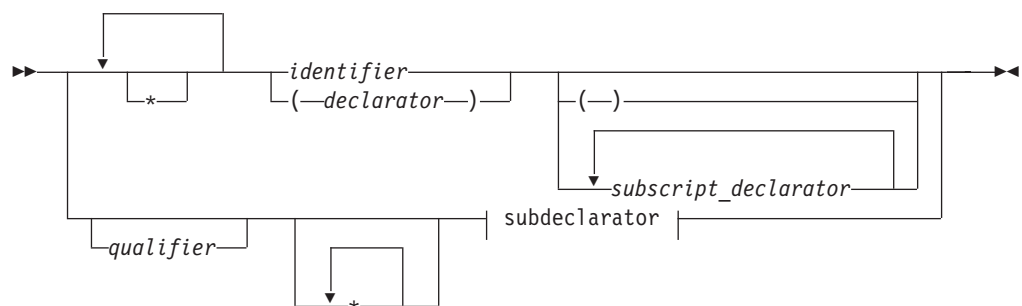 * identifier
( declarator ) ( )
subscript_declarator
subdeclarator
qualifier
*